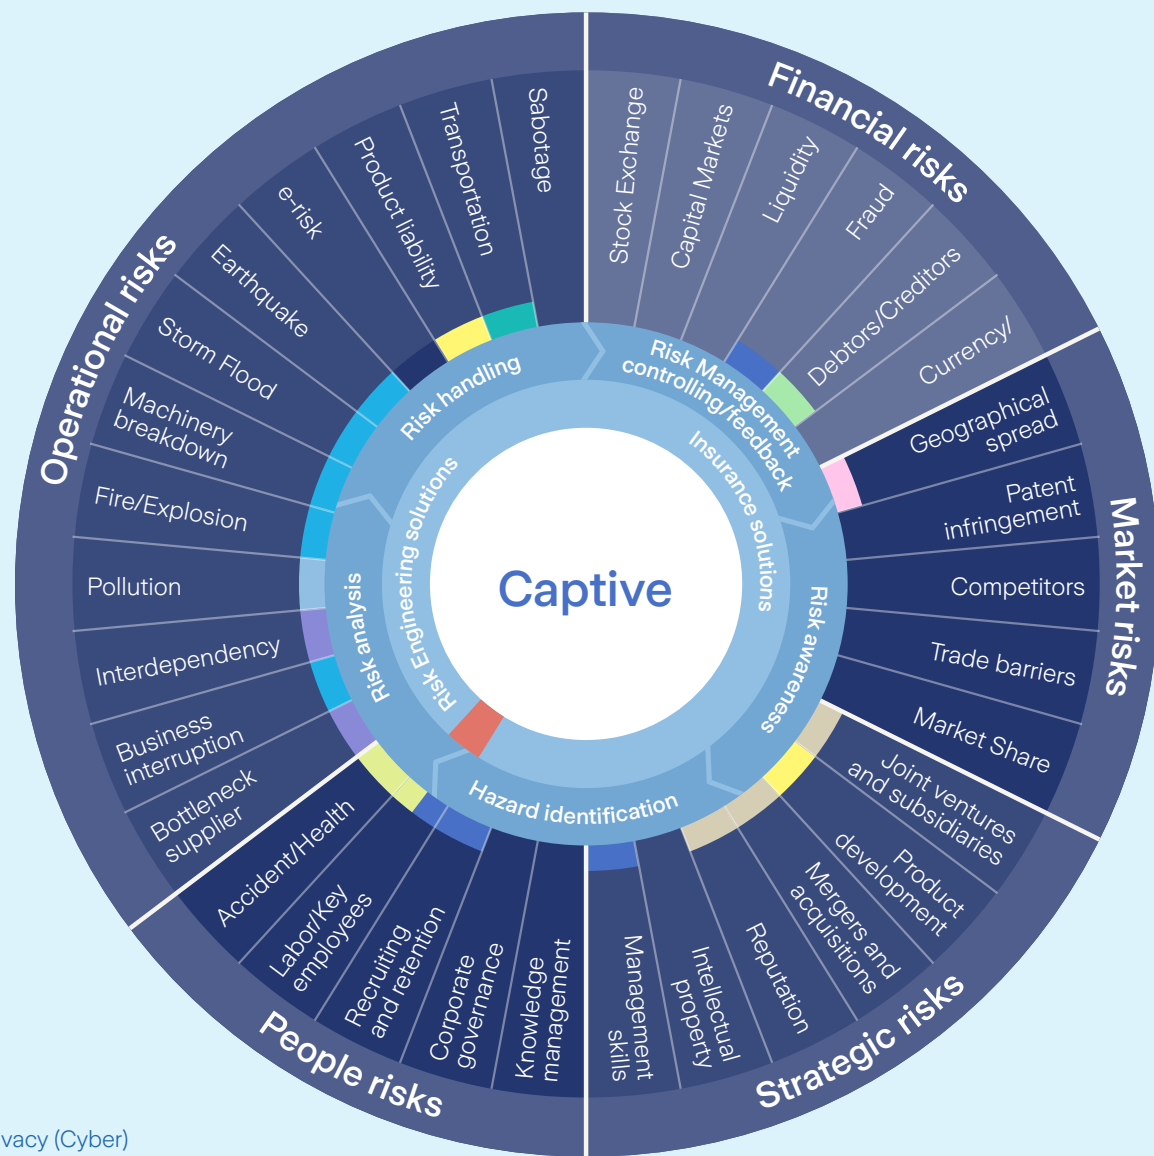 Financial risks
Stock Exchange
Capital Markets
Liquidity
Fraud
Debtors/Creditors
Currency/
Market risks
Geographical
spread
Patent
infringement
Competitors
Trade barriers
Market Share
Strategic risks
Joint ventures
and subsidiaries
Product
development
Mergers and
acquisitions
Reputation
Intellectual
property
Management
skills
People risks
Knowledge
management
Corporate
governance
Recruiting
and retention
Labor/Key
employees
Accident/Health
Operational risks
Bottleneck
supplier
Business
interruption
Interdependency
Pollution
Fire/Explosion
Machinery
breakdown
Storm Flood
Earthquake
e-risk
Product liability
Transportation
Sabotage
Risk Management
controlling/feedback
Risk awareness
Hazard identification
Risk analysis
Risk handling
Insurance solutions
Risk Engineering solutions
Captive
vacy (Cyber)